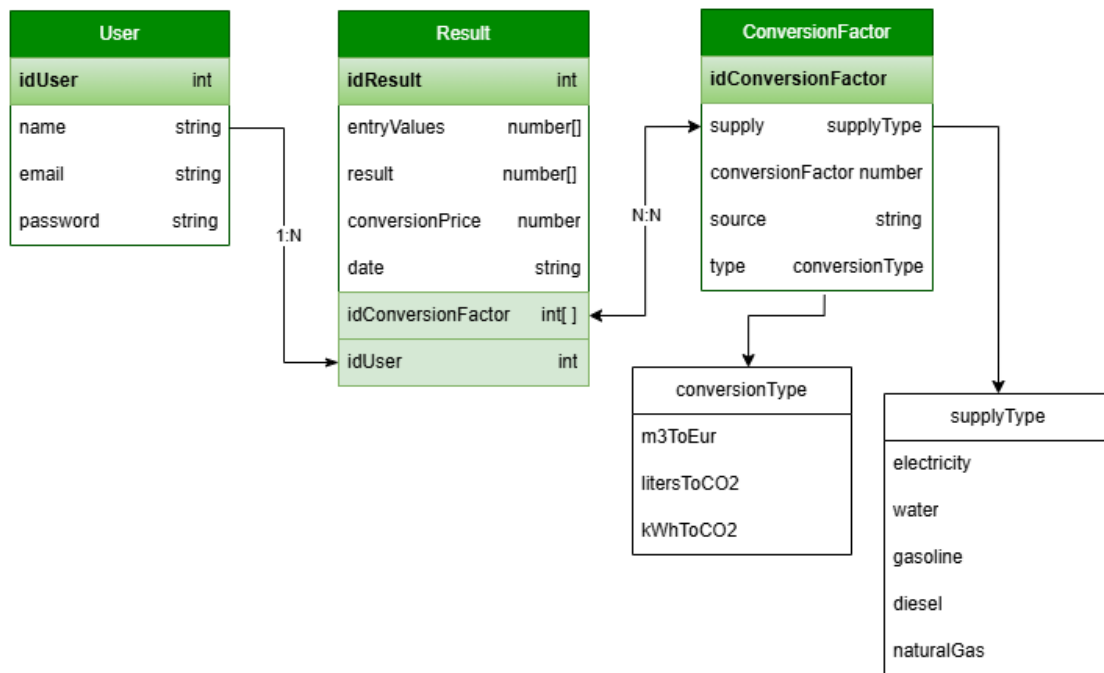 User
idUser int
name string
email string
password string
1:N
Result
idResult int
entryValues number[]
result number[]
conversionPrice number
date string
idConversionFactor int[ ]
idUser int
N:N
ConversionFactor
idConversionFactor
supply supplyType
conversionFactor number
source string
type conversionType
conversionType
m3ToEur
litersToCO2
kWhToCO2
supplyType
electricity
water
gasoline
diesel
naturalGas